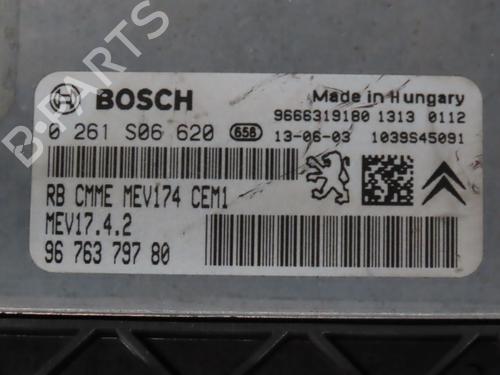 B-PARTS
BOSCH
Made in Hungary
0 261 S06 620 658
9666319180 1313 0112
13-06-03 1039S45091
RB CMME MEV174 CEM1
MEV17.4.2
96 763 797 80